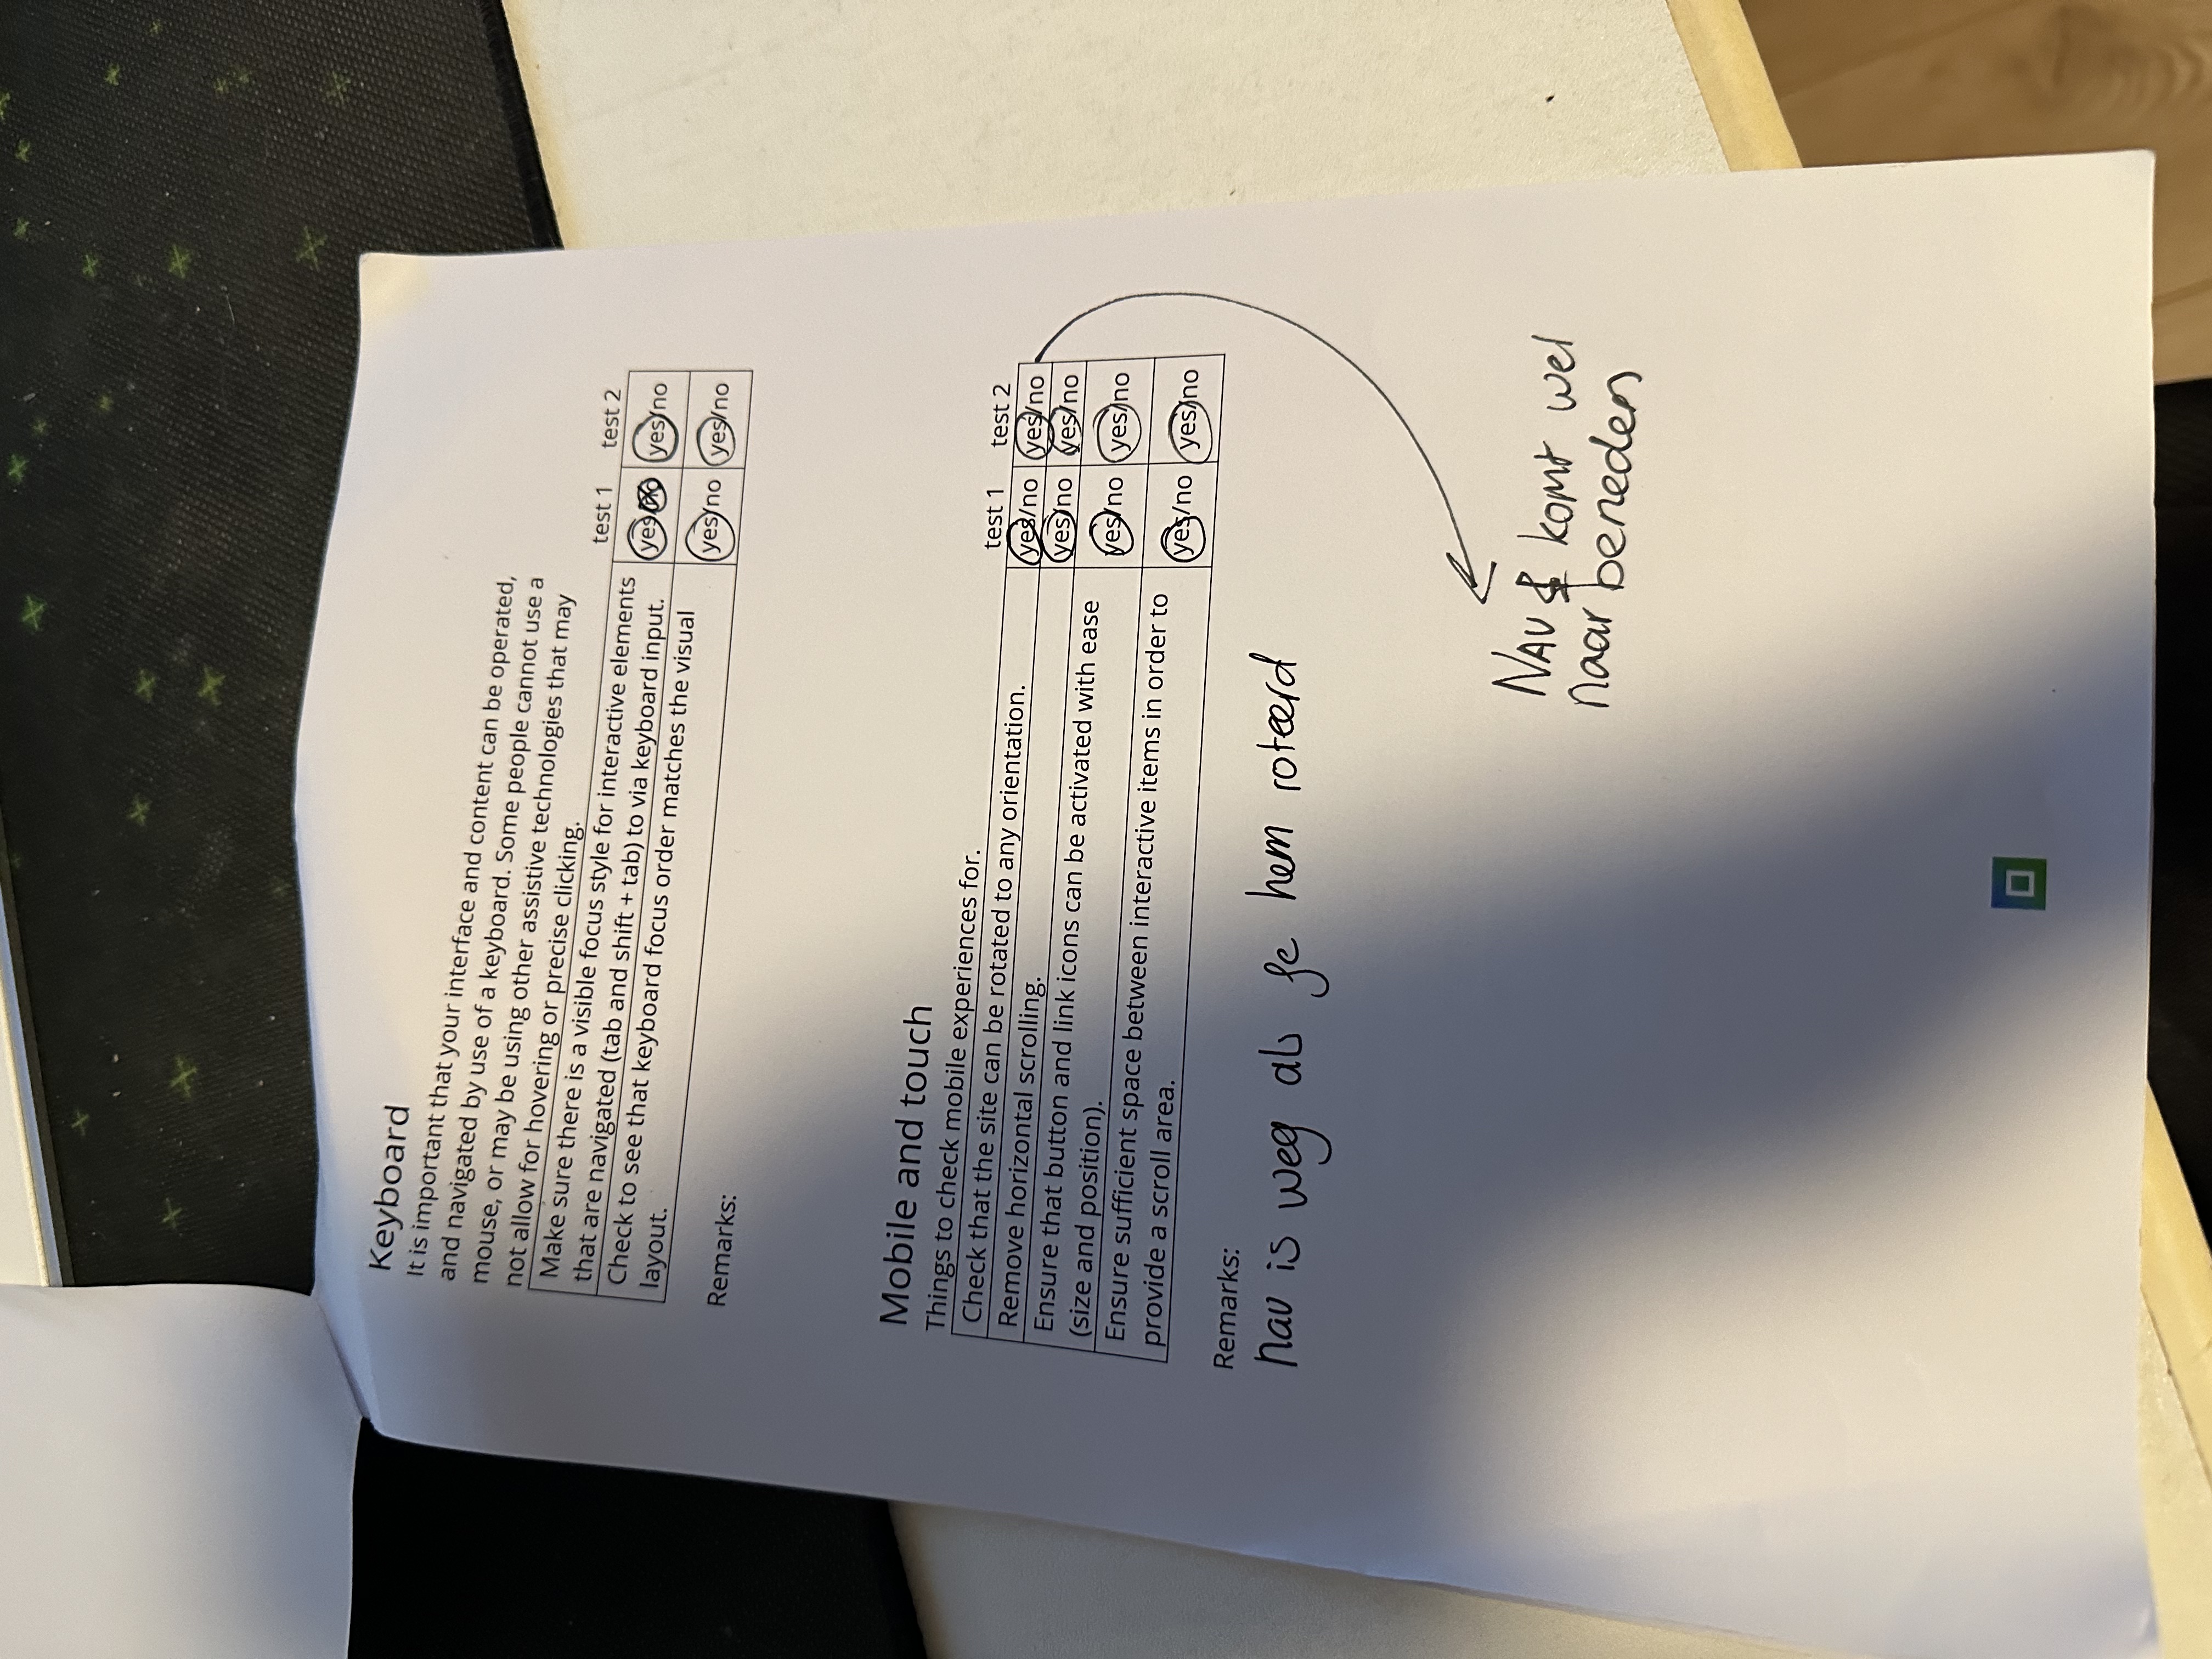 Keyboard
It is important that your interface and content can be operated,
and navigated by use of a keyboard. Some people cannot use a
mouse, or may be using other assistive technologies that may
not allow for hovering or precise clicking.
test 1 test 2
Make sure there is a visible focus style for interactive elements
that are navigated (tab and shift + tab) to via keyboard input.
yes/no yes/no
Check to see that keyboard focus order matches the visual
layout.
yes/no yes/no
Remarks:
Mobile and touch
Things to check mobile experiences for.
test 1 test 2
Check that the site can be rotated to any orientation.
yes/no yes/no
Remove horizontal scrolling.
yes/no yes/no
Ensure that button and link icons can be activated with ease
(size and position).
yes/no yes/no
Ensure sufficient space between interactive items in order to
provide a scroll area.
yes/no yes/no
Remarks:
nav is weg als je hem roteerd
NAV komt wel
naar beneden